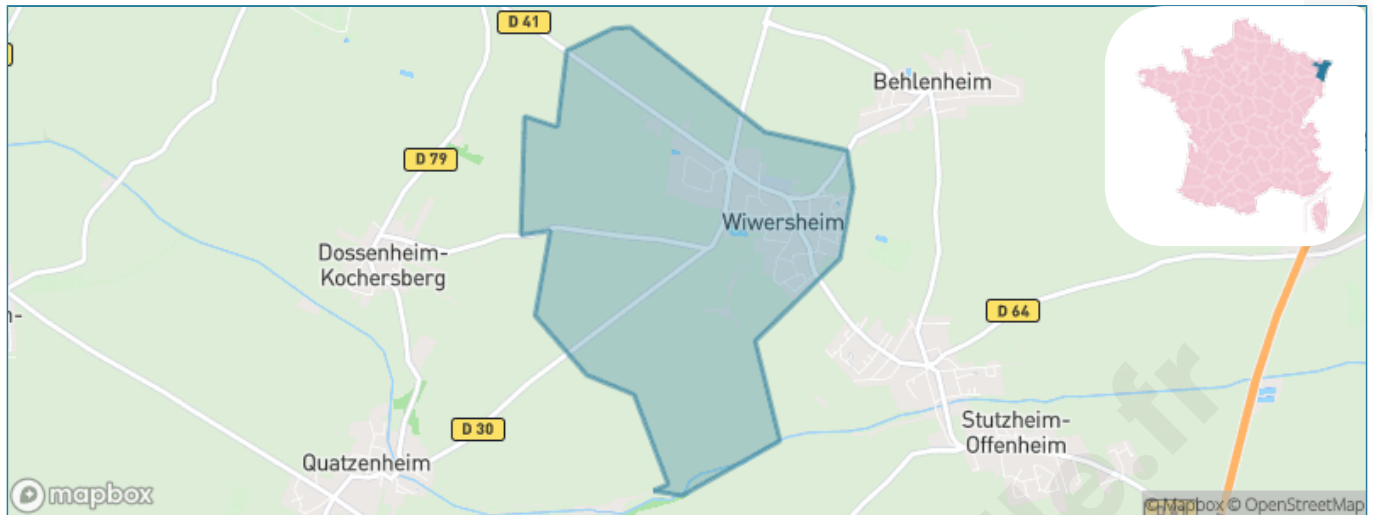 D 41
Behlenheim
D 79
Wiwersheim
Dossenheim-
Kochersberg
D 64
Stutzheim-
Offenheim
D 30
Quatzenheim
mapbox
© Mapbox © OpenStreetMap